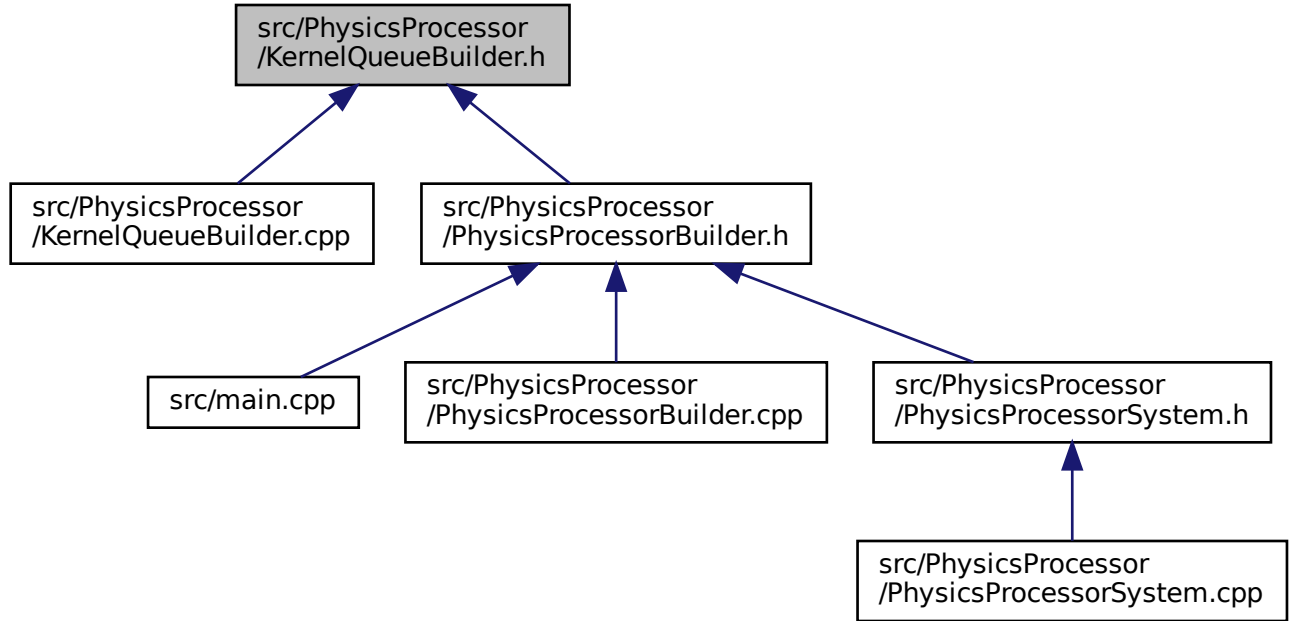 src/PhysicsProcessor
/KernelQueueBuilder.h
src/PhysicsProcessor
/KernelQueueBuilder.cpp
src/PhysicsProcessor
/PhysicsProcessorBuilder.h
src/main.cpp
src/PhysicsProcessor
/PhysicsProcessorBuilder.cpp
src/PhysicsProcessor
/PhysicsProcessorSystem.h
src/PhysicsProcessor
/PhysicsProcessorSystem.cpp